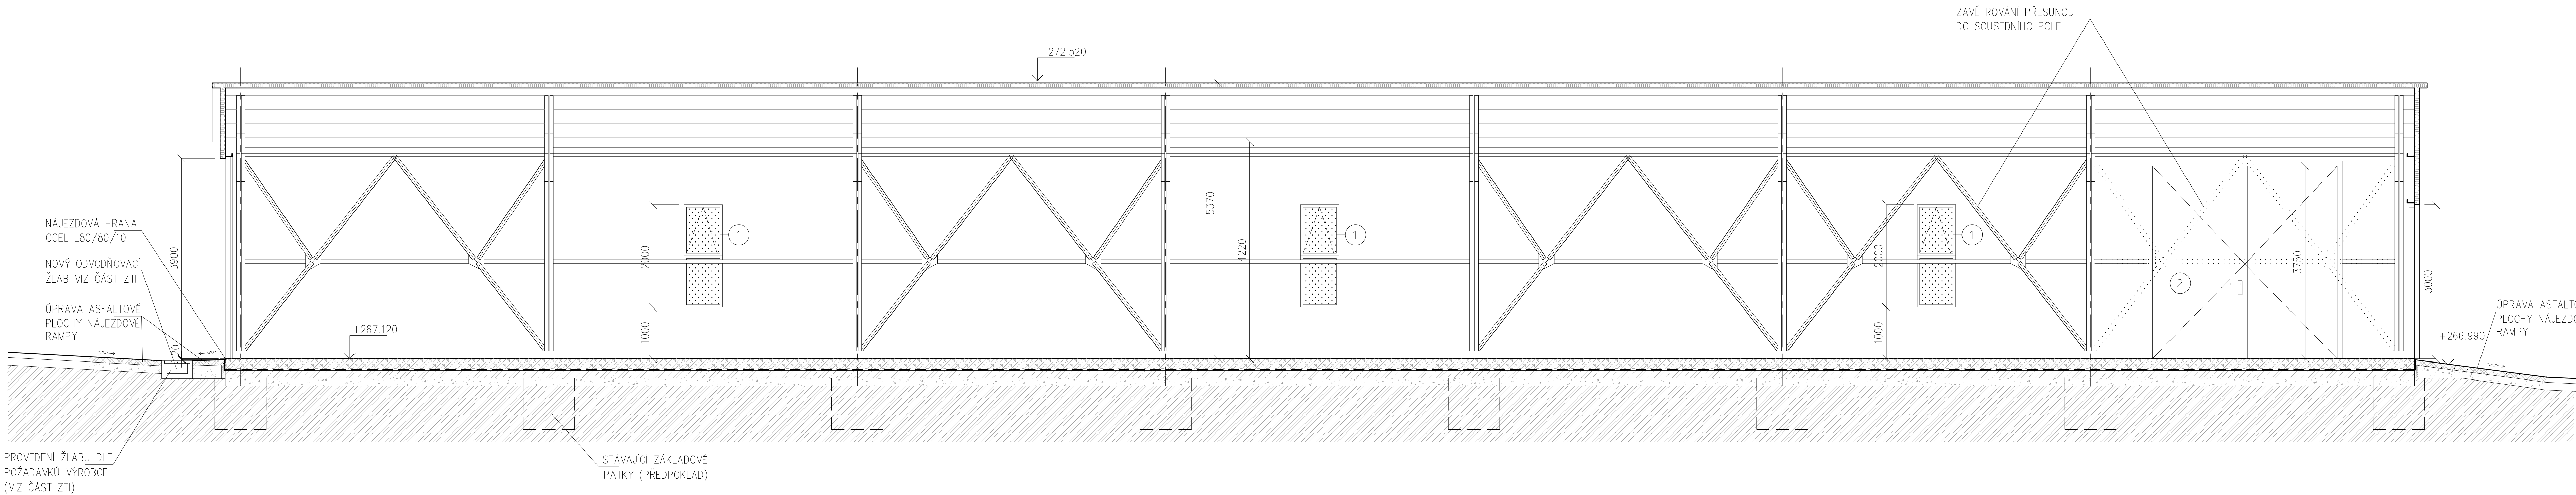 ZAVĚTROVÁNÍ PŘESUNOUT
DO SOUSEDNÍHO POLE
+272.520
NÁJEZDOVÁ HRANA
OCEL L80/80/10
NOVÝ ODVODŇOVACÍ
ŽLAB VIZ ČÁST ZTI
ÚPRAVA ASFALTOVÉ
PLOCHY NÁJEZDOVÉ
RAMPY
3900
20
+267.120
2000
1000
1
5370
4220
1
2000
1000
1
2
3750
3000
+266.990
ÚPRAVA ASFALTO
PLOCHY NÁJEZDO
RAMPY
PROVEDENÍ ŽLABU DLE
POŽADAVKŮ VÝROBCE
(VIZ ČÁST ZTI)
STÁVAJÍCÍ ZÁKLADOVÉ
PATKY (PŘEDPOKLAD)